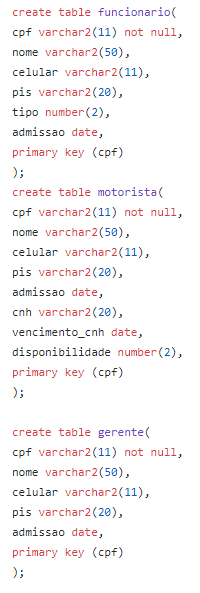 create table funcionario(
cpf varchar2(11) not null,
nome varchar2(50),
celular varchar2(11),
pis varchar2(20),
tipo number(2),
admissao date,
primary key (cpf)
);
create table motorista(
cpf varchar2(11) not null,
nome varchar2(50),
celular varchar2(11),
pis varchar2(20),
admissao date,
cnh varchar2(20),
vencimento_cnh date,
disponibilidade number(2),
primary key (cpf)
);
create table gerente(
cpf varchar2(11) not null,
nome varchar2(50),
celular varchar2(11),
pis varchar2(20),
admissao date,
primary key (cpf)
);